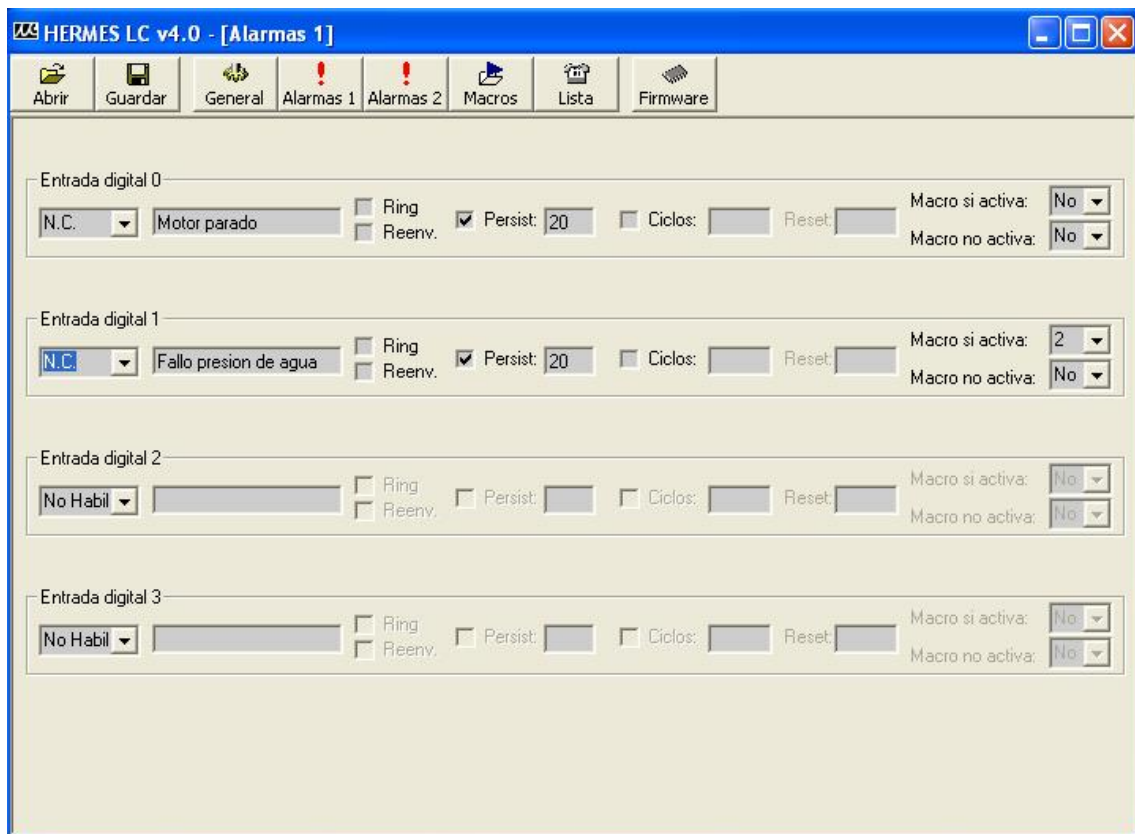 HERMES LC v4.0 - [Alarmas 1]
Abrir Guardar General Alarmas 1 Alarmas 2 Macros Lista Firmware
Entrada digital 0
N.C. Motor parado Ring Persist: 20 Ciclos: Reset: Macro si activa: No
Reenv. Macro no activa: No
Entrada digital 1
N.C. Fallo presion de agua Ring Persist: 20 Ciclos: Reset: Macro si activa: 2
Reenv. Macro no activa: No
Entrada digital 2
No Habil Ring Persist: Ciclos: Reset: Macro si activa: No
Reenv. Macro no activa: No
Entrada digital 3
No Habil Ring Persist: Ciclos: Reset: Macro si activa: No
Reenv. Macro no activa: No